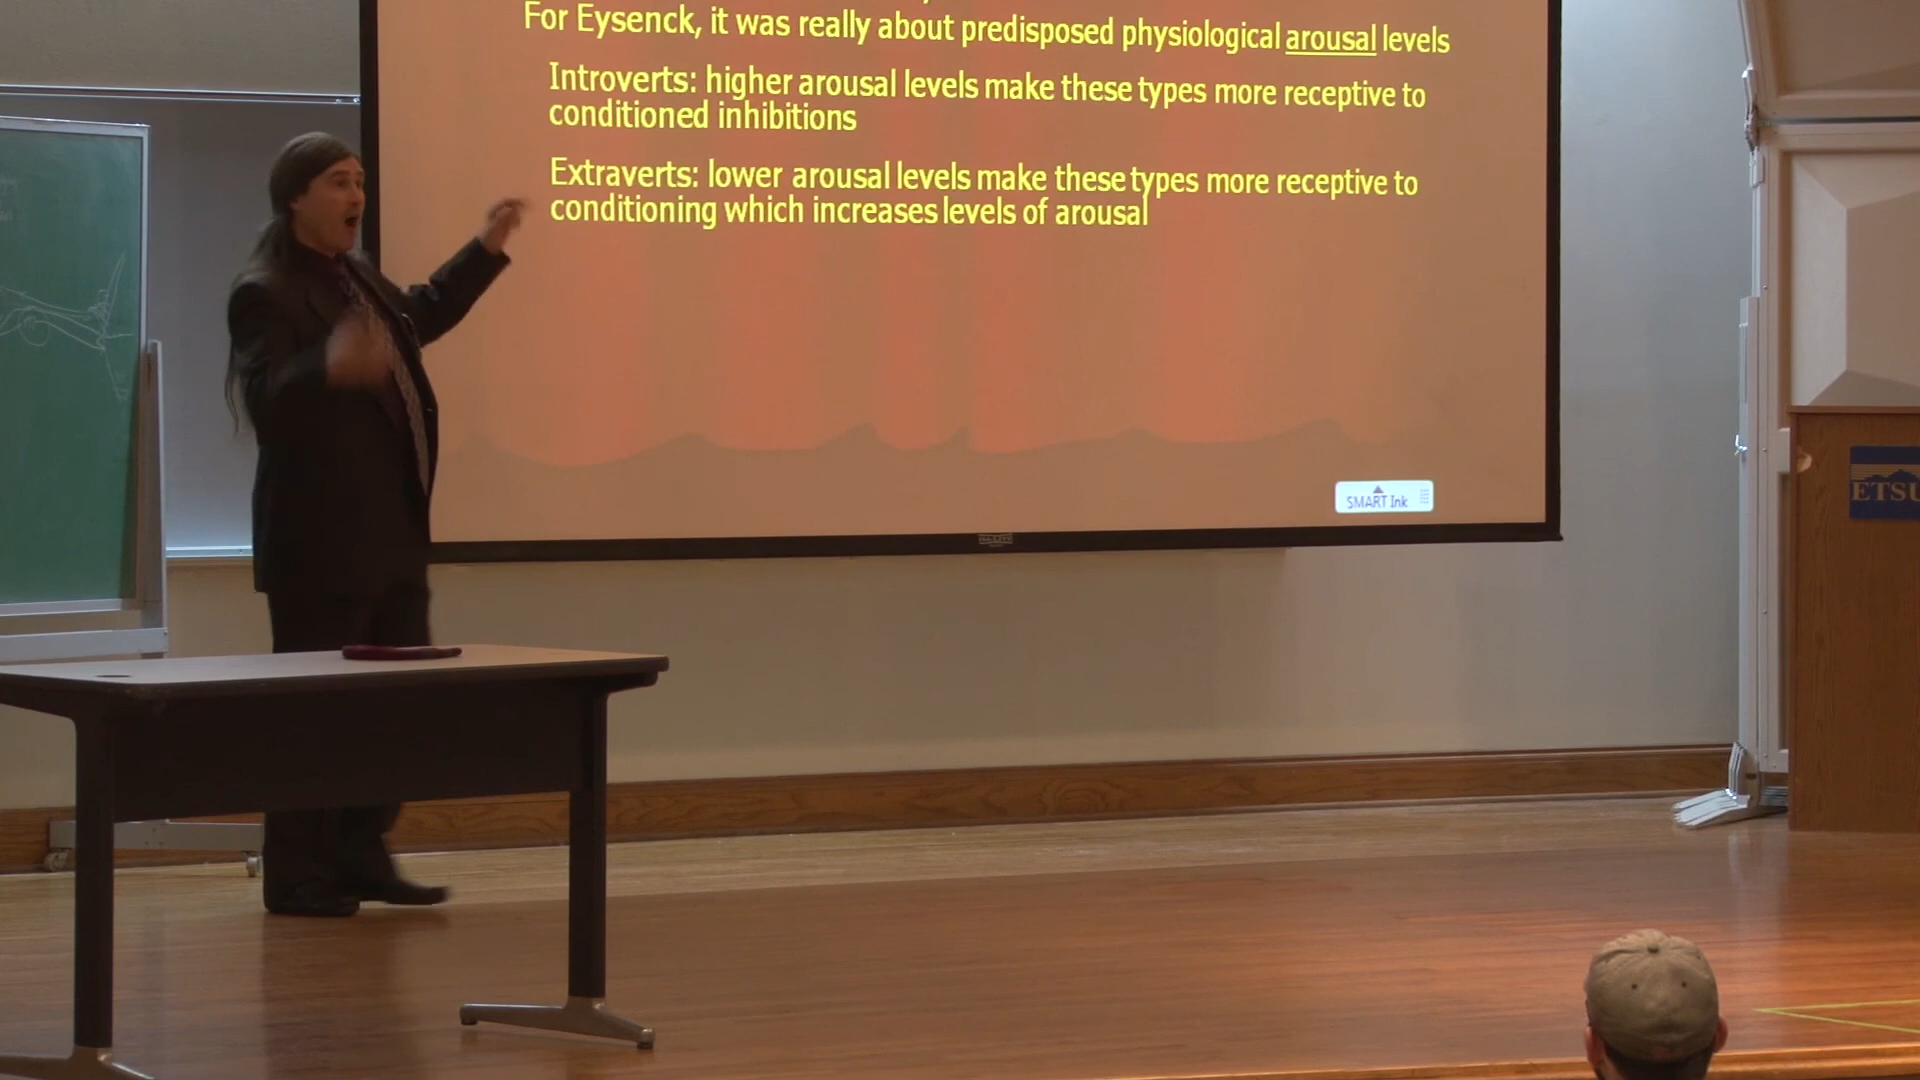 For Eysenck, it was really about predisposed physiological arousal levels
Introverts: higher arousal levels make these types more receptive to
conditioned inhibitions
Extraverts: lower arousal levels make these types more receptive to
conditioning which increases levels of arousal
SMART Ink
ETSU